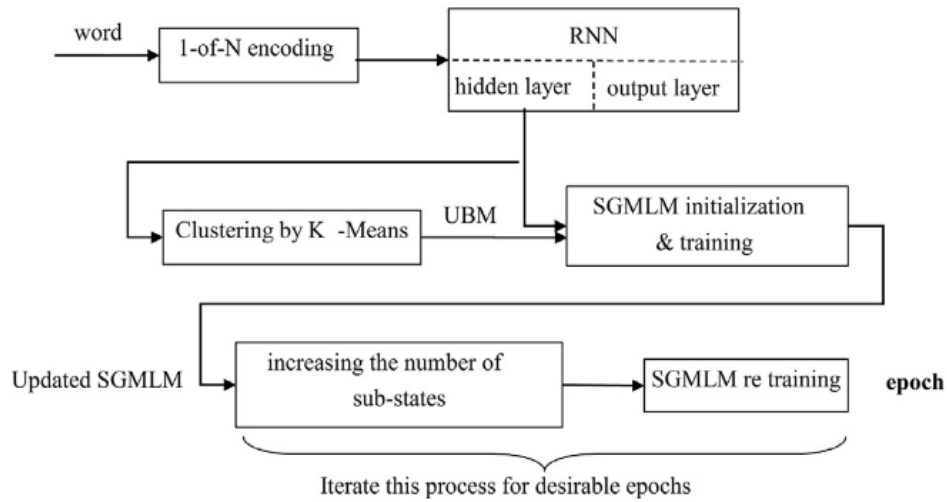 word
1-of-N encoding
RNN
hidden layer
output layer
Clustering by K -Means
UBM
SGMLM initialization
& training
Updated SGMLM
increasing the number of
sub-states
SGMLM re training
epoch
Iterate this process for desirable epochs